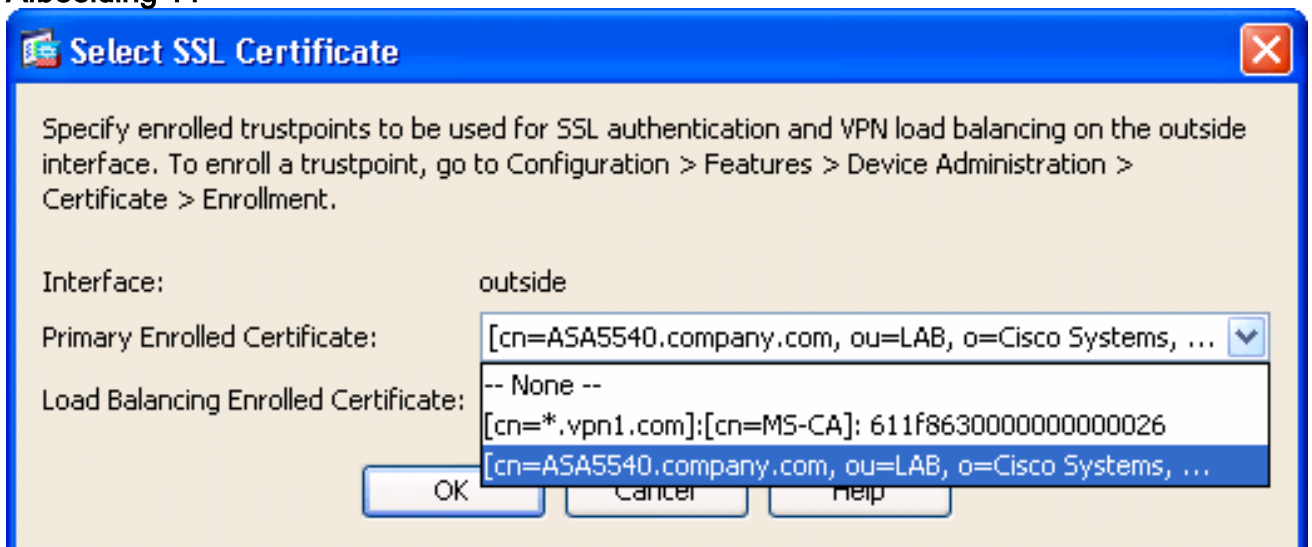 Select SSL Certificate
Specify enrolled trustpoints to be used for SSL authentication and VPN load balancing on the outside
interface. To enroll a trustpoint, go to Configuration > Features > Device Administration >
Certificate > Enrollment.
Interface: outside
Primary Enrolled Certificate: [cn=ASA5540.company.com, ou=LAB, o=Cisco Systems, ...
Load Balancing Enrolled Certificate:
-- None --
[cn=*.vpn1.com]:[cn=MS-CA]: 611f8630000000000026
[cn=ASA5540.company.com, ou=LAB, o=Cisco Systems, ...
OK Cancel Help